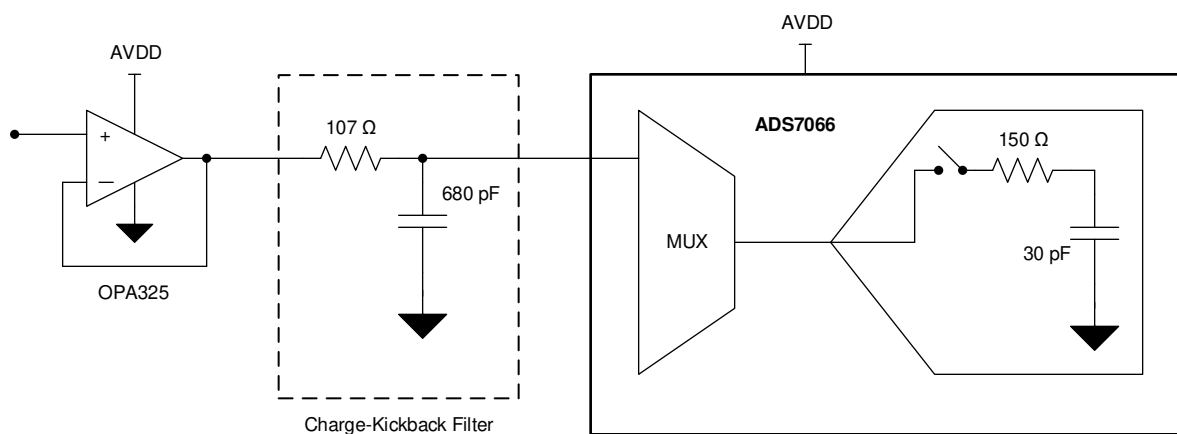 AVDD
AVDD
107 Ω
ADS7066
150 Ω
+
680 pF
−
MUX
30 pF
OPA325
Charge-Kickback Filter